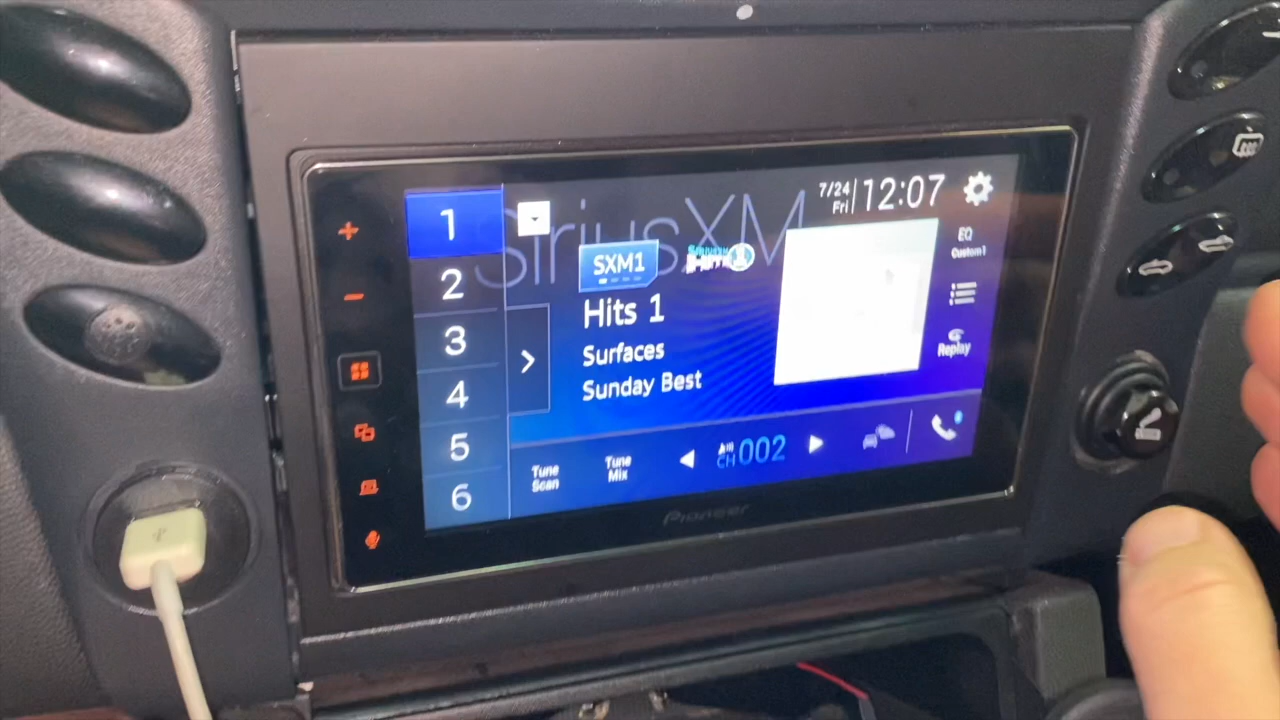 1
2
3
4
5
6
SiriusXM
7/24
Fri
12:07
SXM1
Hits 1
Surfaces
Sunday Best
EQ
Custom1
Replay
Tune
Scan
Tune
Mix
CH 002
Pioneer